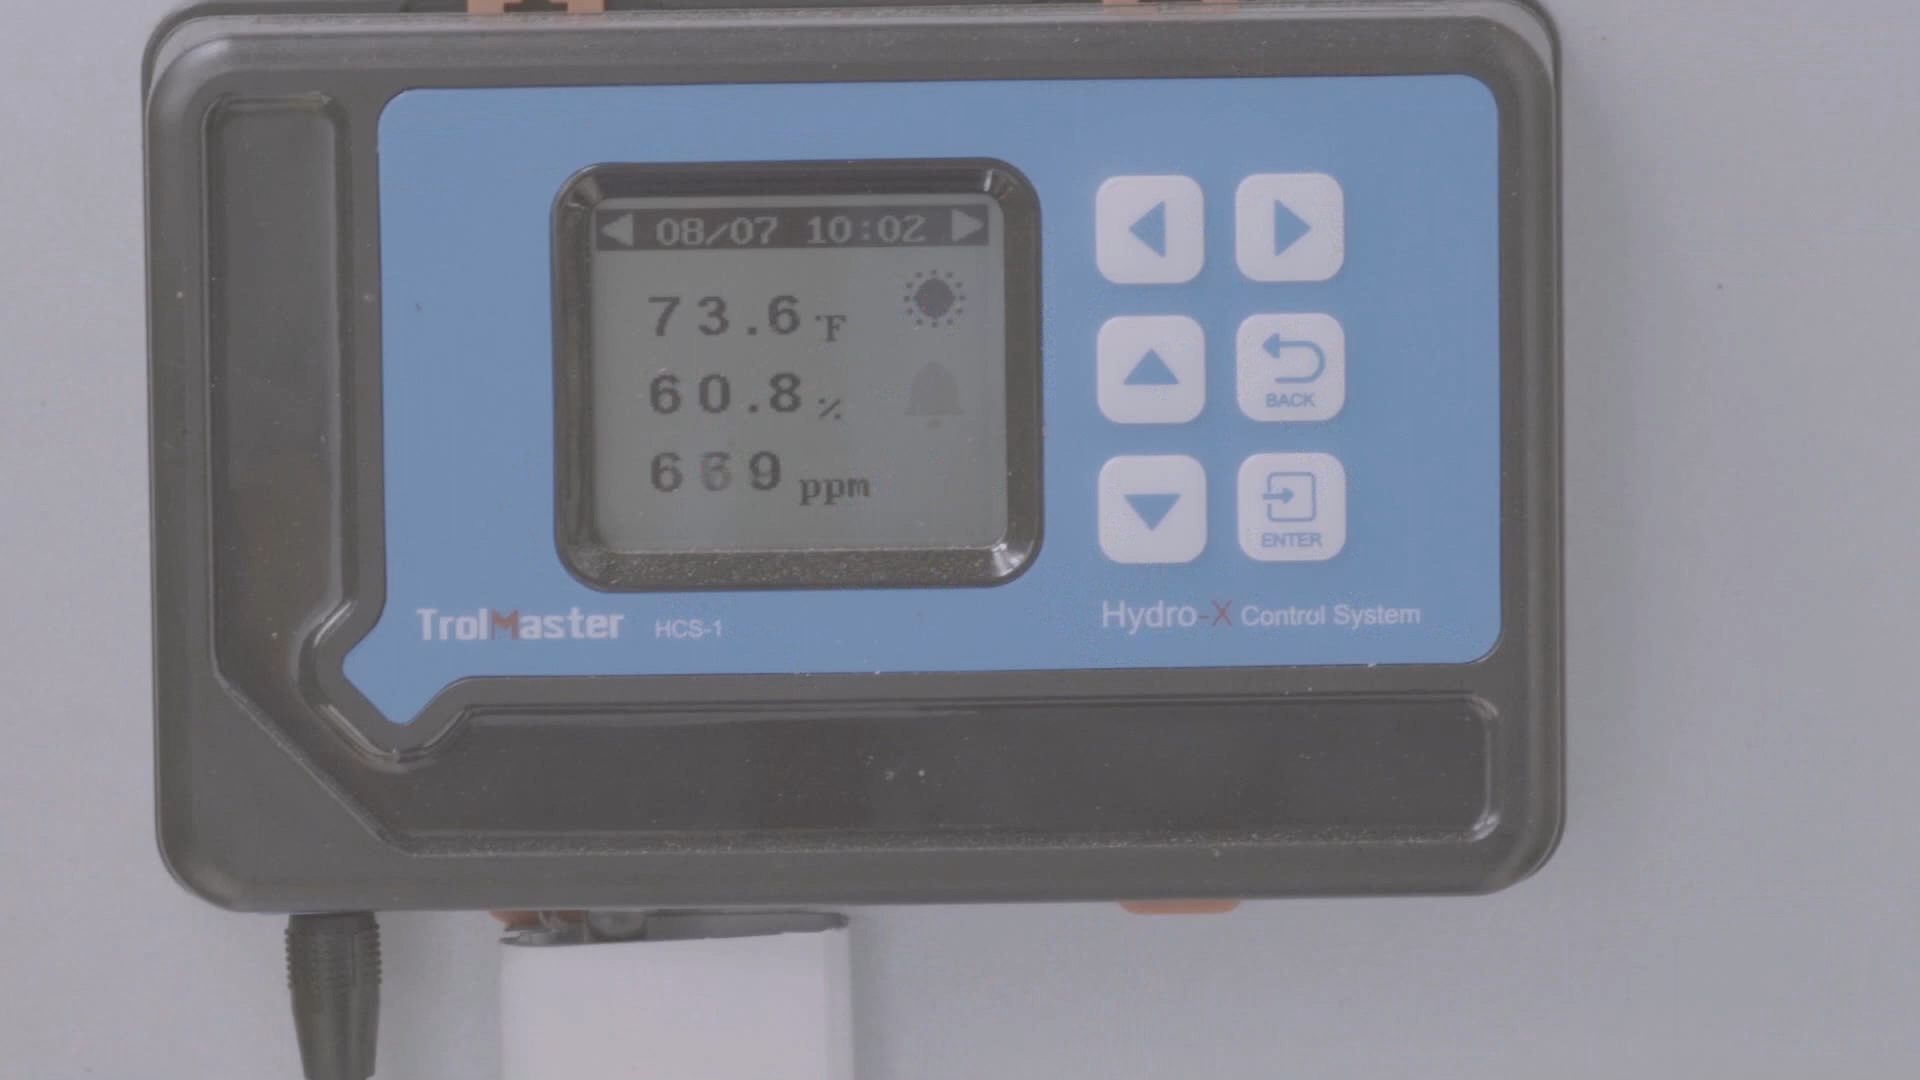 08/07 10:02
73.6 °F
60.8 %
ppm
BACK
ENTER
TrolMaster HCS-1
Hydro-X Control System